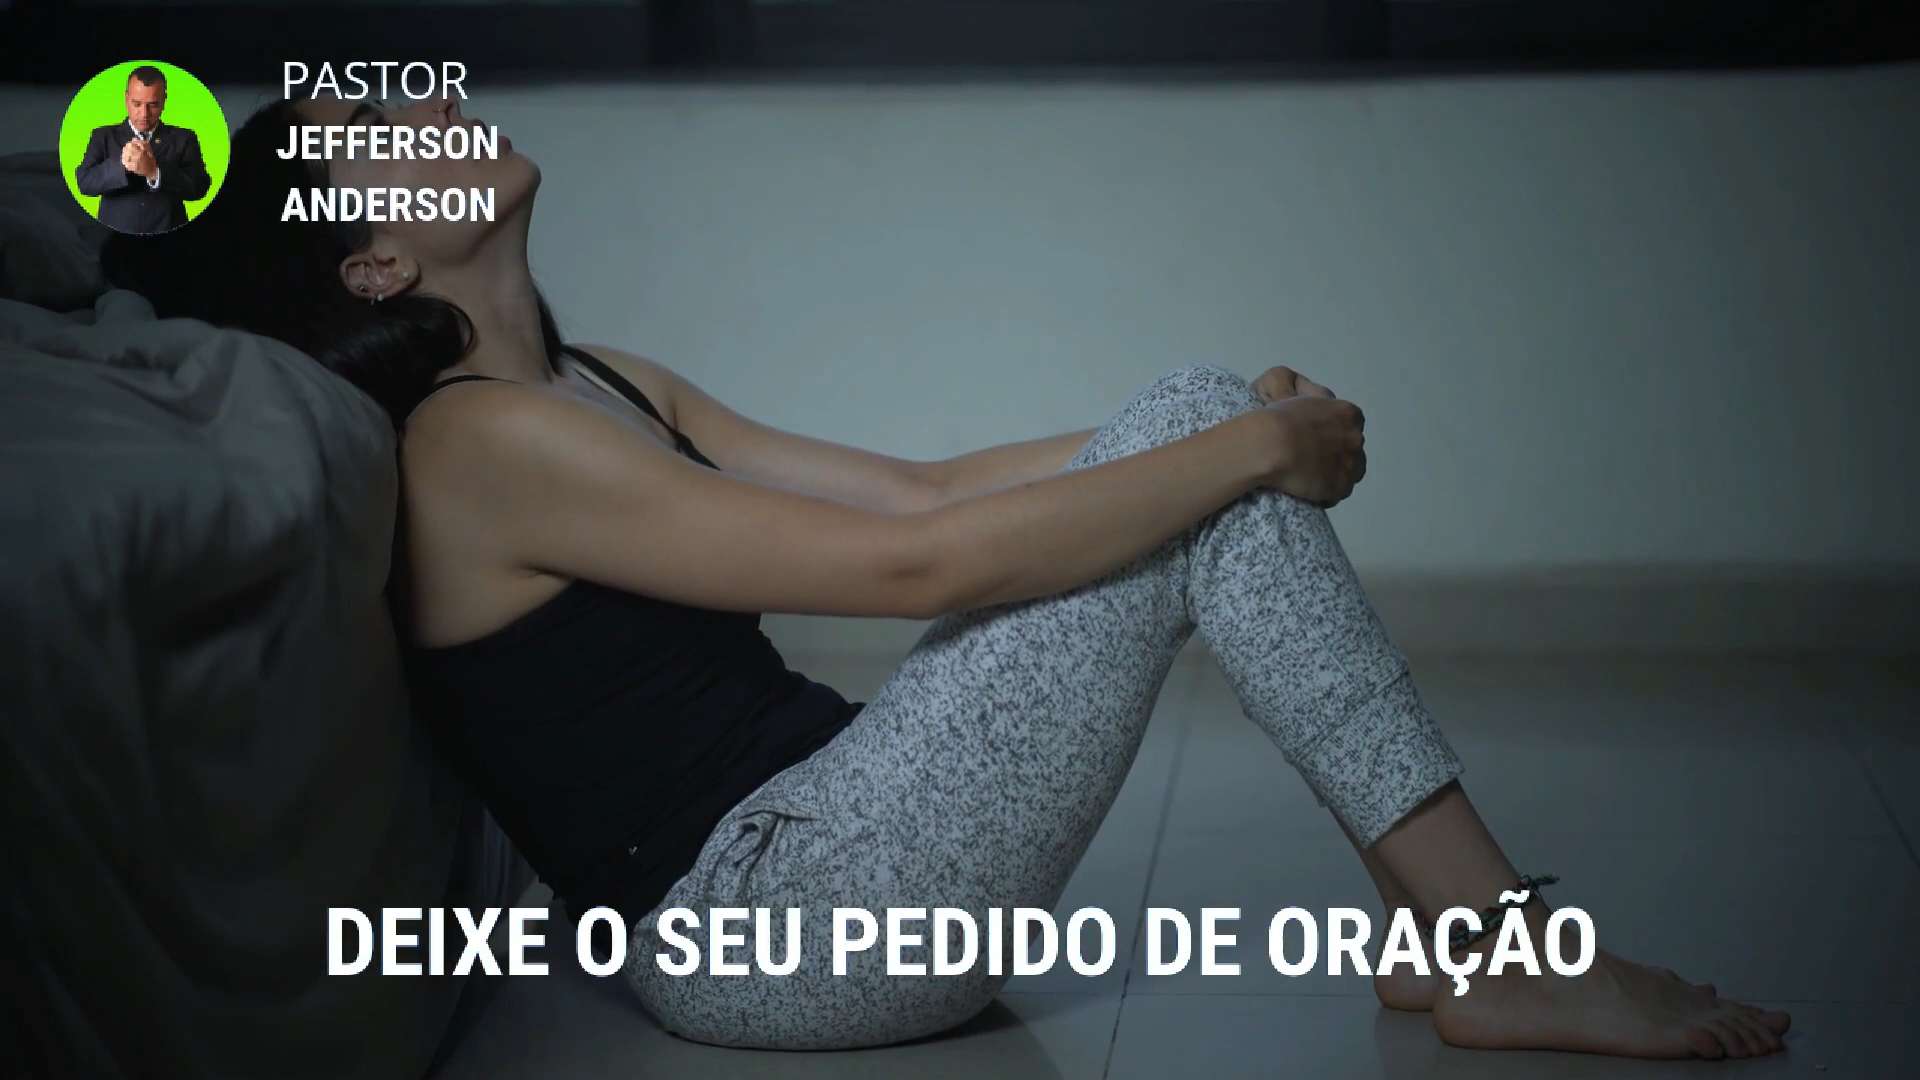 PASTOR
JEFFERSON
ANDERSON
DEIXE O SEU PEDIDO DE ORAÇÃO